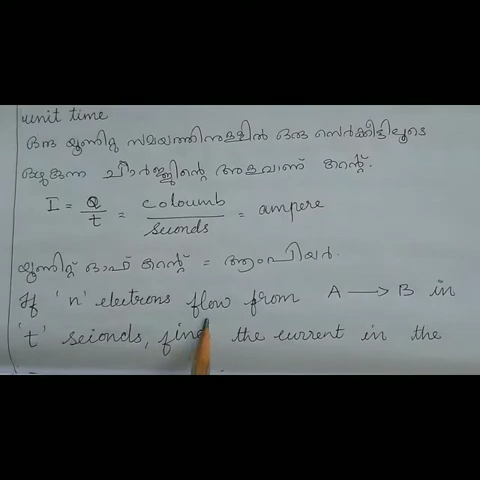 unit time
ഒരു യൂണിറ്റ് സമയത്തിനുള്ളിൽ ഒരു സെർക്കീട്ടിലൂടെ
ഒഴുകുന്ന ചാർജ്ജിന്റെ അളവാണ് കറന്റ്.
I = Q/t = coloumb/seconds = ampere
യൂണിറ്റ് ഓഫ് കറന്റ് = ആംപിയർ.
If 'n' electrons flow from A → B in
't' seconds, find the current in the